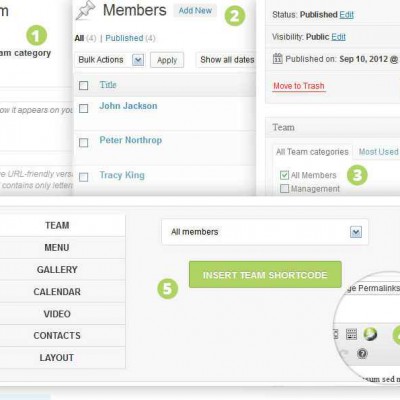 m
1
am category
ow it appears on you
e URL-friendly vers
contains only letter
Members Add New
2
All (4) | Published (4)
Bulk Actions Apply Show all dates
Title
John Jackson
Peter Northrop
Tracy King
Status: Published Edit
Visibility: Public Edit
Published on: Sep 10, 2012 @
Move to Trash
Team
All Team categories Most Used
3
All Members
Management
TEAM
MENU
GALLERY
CALENDAR
VIDEO
CONTACTS
LAYOUT
All members
5
INSERT TEAM SHORTCODE
ge Permalinks
4
sum sed m